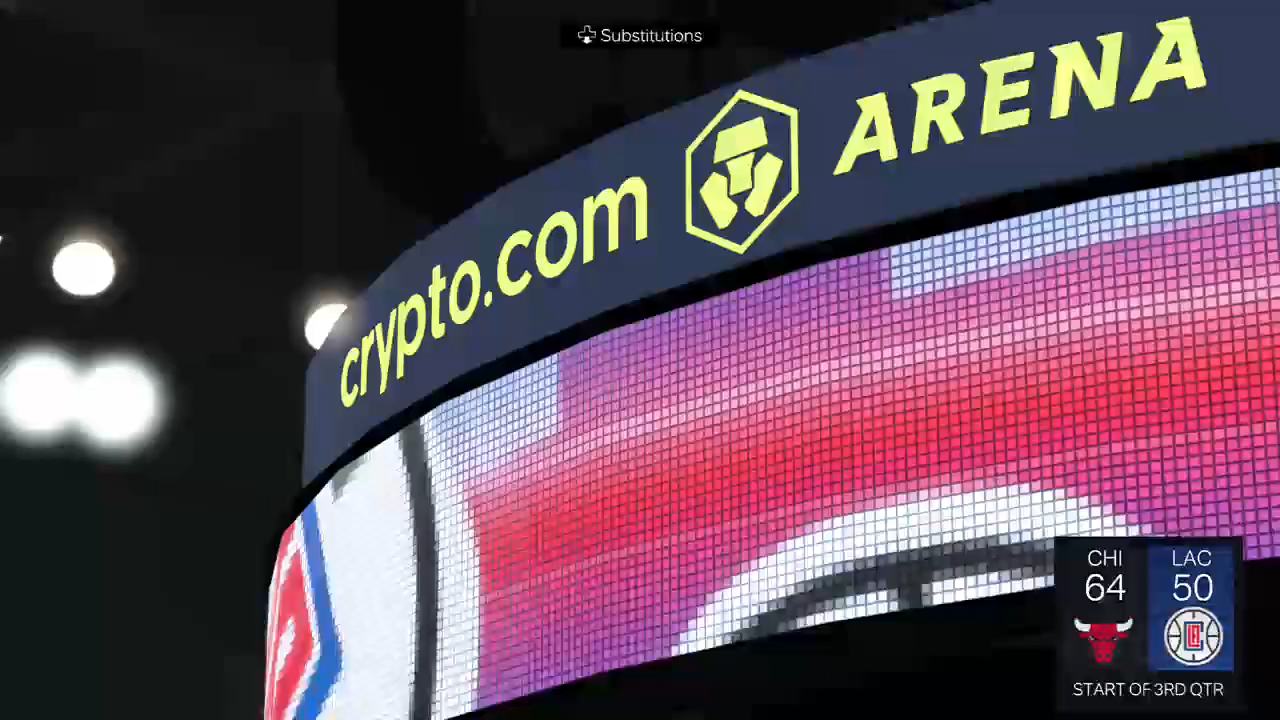 Substitutions
crypto.com ARENA
CHI LAC
64 50
START OF 3RD QTR